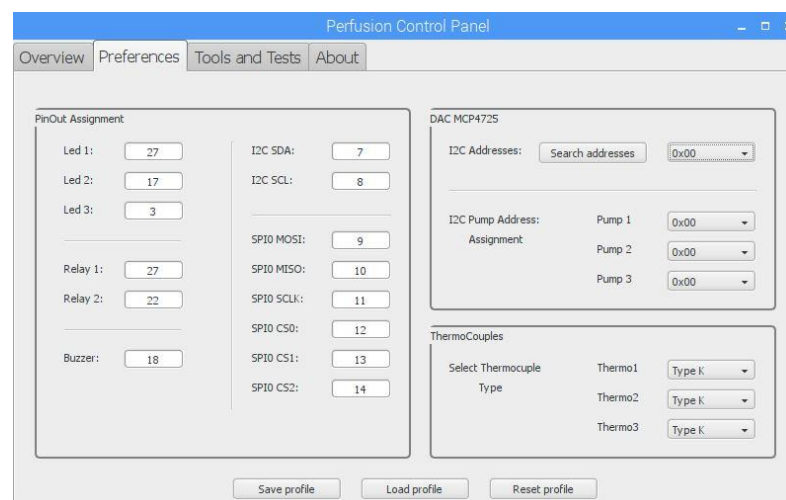 Perfusion Control Panel
Overview Preferences Tools and Tests About
PinOut Assignment
Led 1: 27
Led 2: 17
Led 3: 3
Relay 1: 27
Relay 2: 22
Buzzer: 18
I2C SDA: 7
I2C SCL: 8
SPI0 MOSI: 9
SPI0 MISO: 10
SPI0 SCLK: 11
SPI0 CS0: 12
SPI0 CS1: 13
SPI0 CS2: 14
DAC MCP4725
I2C Addresses: Search addresses 0x00
I2C Pump Address: Pump 1 0x00
Assignment Pump 2 0x00
Pump 3 0x00
ThermoCouples
Select Thermocuple Thermo1 Type K
Type Thermo2 Type K
Thermo3 Type K
Save profile Load profile Reset profile